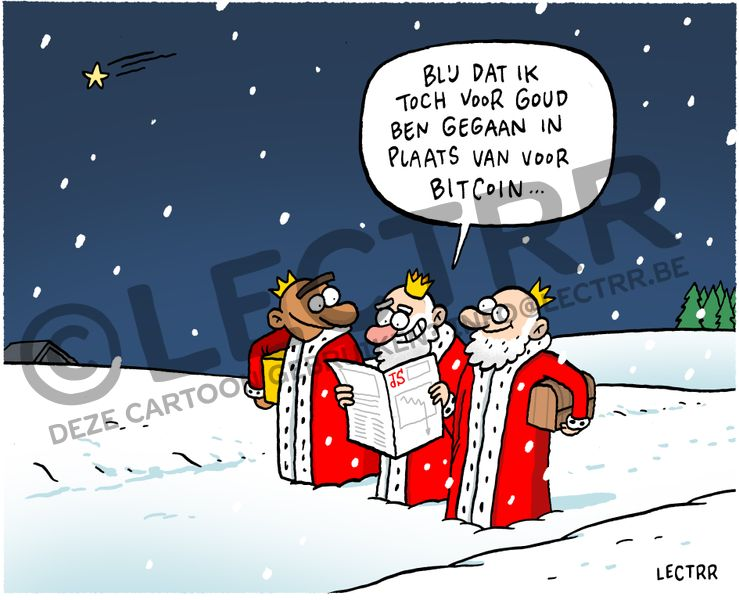 BLIJ DAT IK
TOCH VOOR GOUD
BEN GEGAAN IN
PLAATS VAN VOOR
BITCOIN...
© LECTRR
DEZE CARTOON
@LECTRR.BE
LECTRR